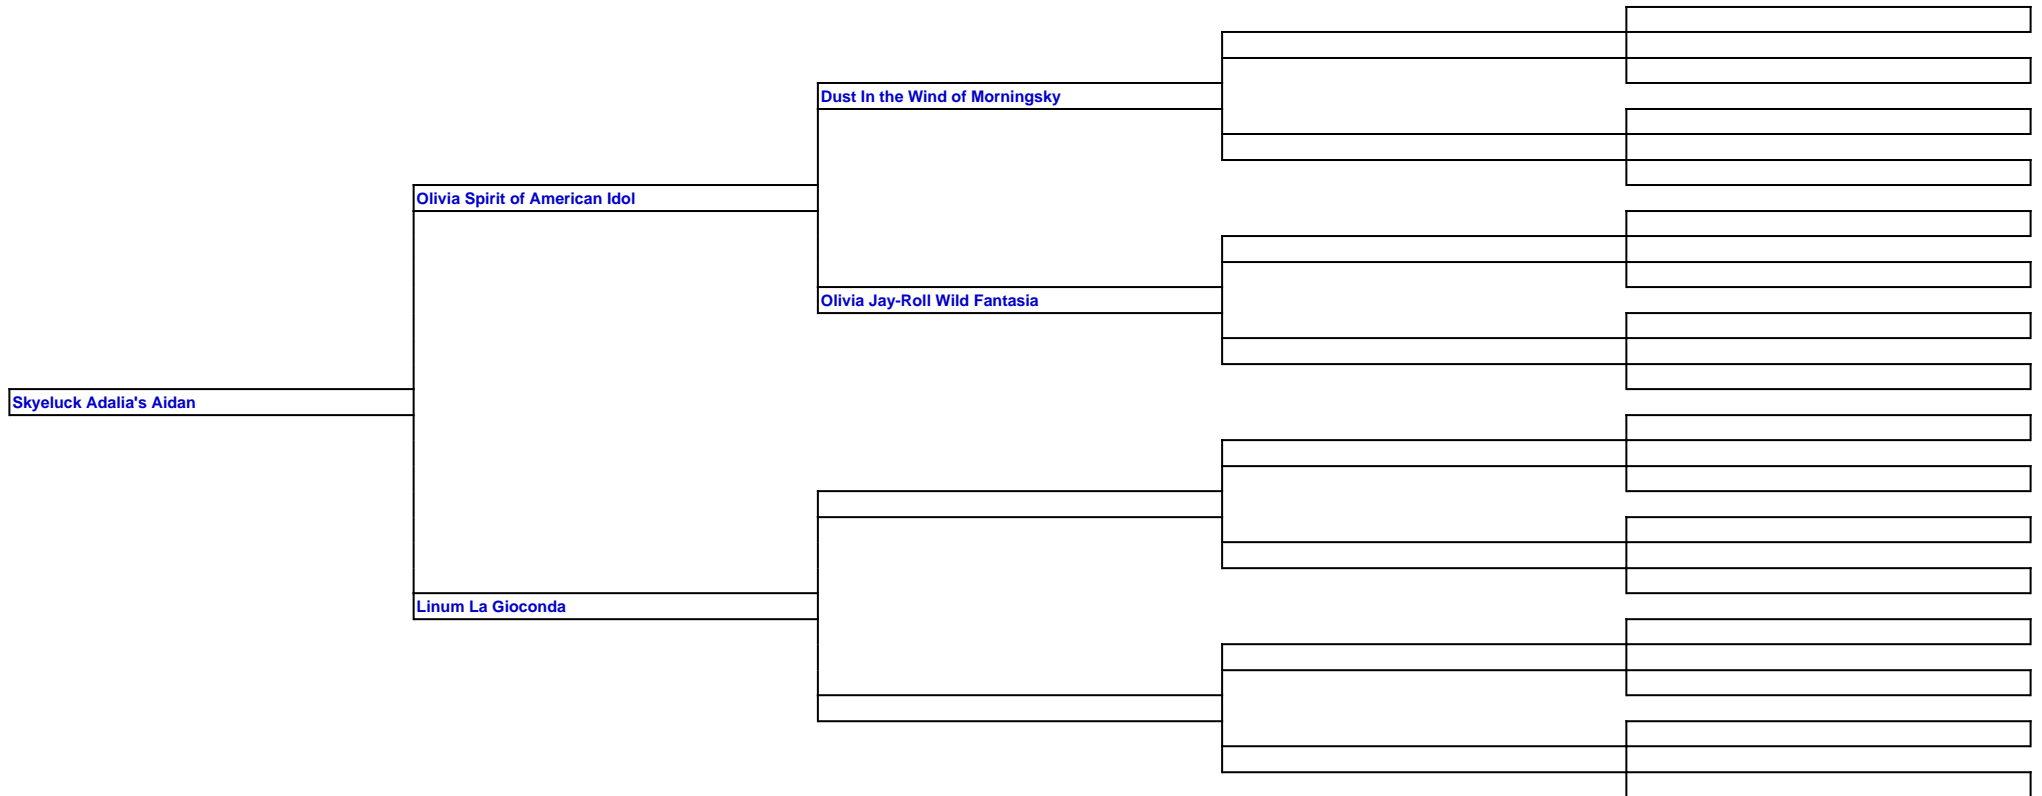 Dust In the Wind of Morningsky
Olivia Spirit of American Idol
Olivia Jay-Roll Wild Fantasia
Skyeluck Adalia's Aidan
Linum La Gioconda